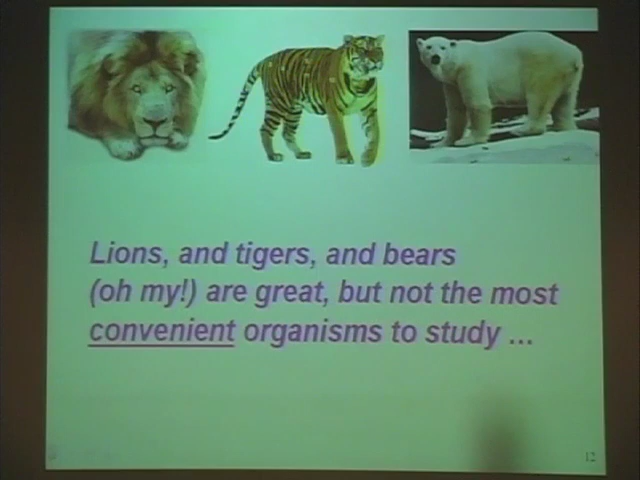 Lions, and tigers, and bears
(oh my!) are great, but not the most
convenient organisms to study ...
12